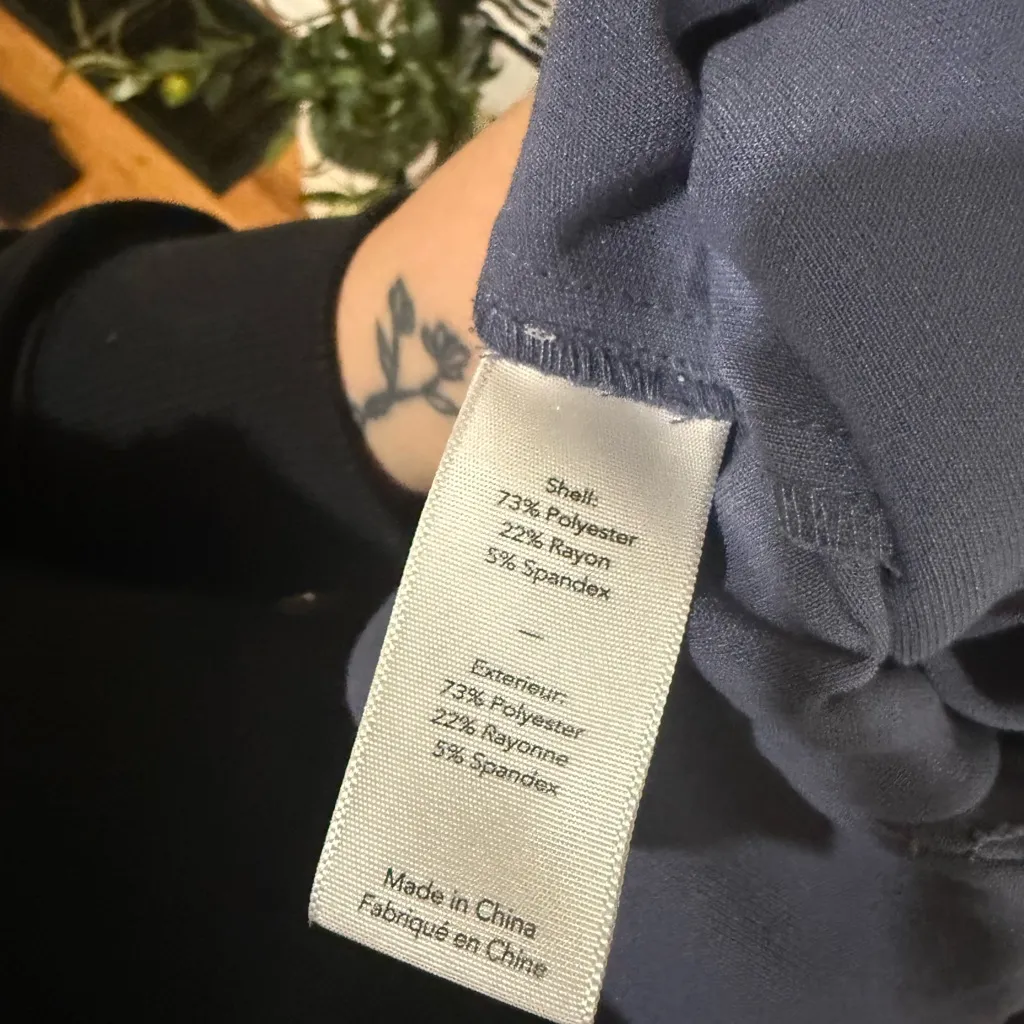 Shell:
73% Polyester
22% Rayon
5% Spandex
—
Exterieur:
73% Polyester
22% Rayonne
5% Spandex
Made in China
Fabriqué en Chine